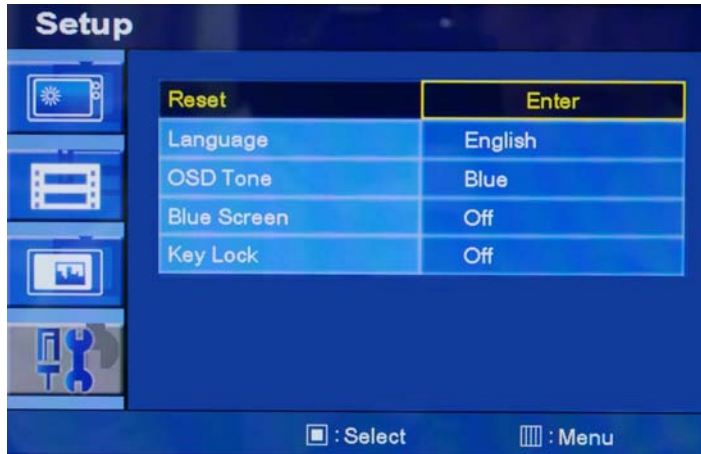 Setup
Reset Enter
Language English
OSD Tone Blue
Blue Screen Off
Key Lock Off
: Select : Menu